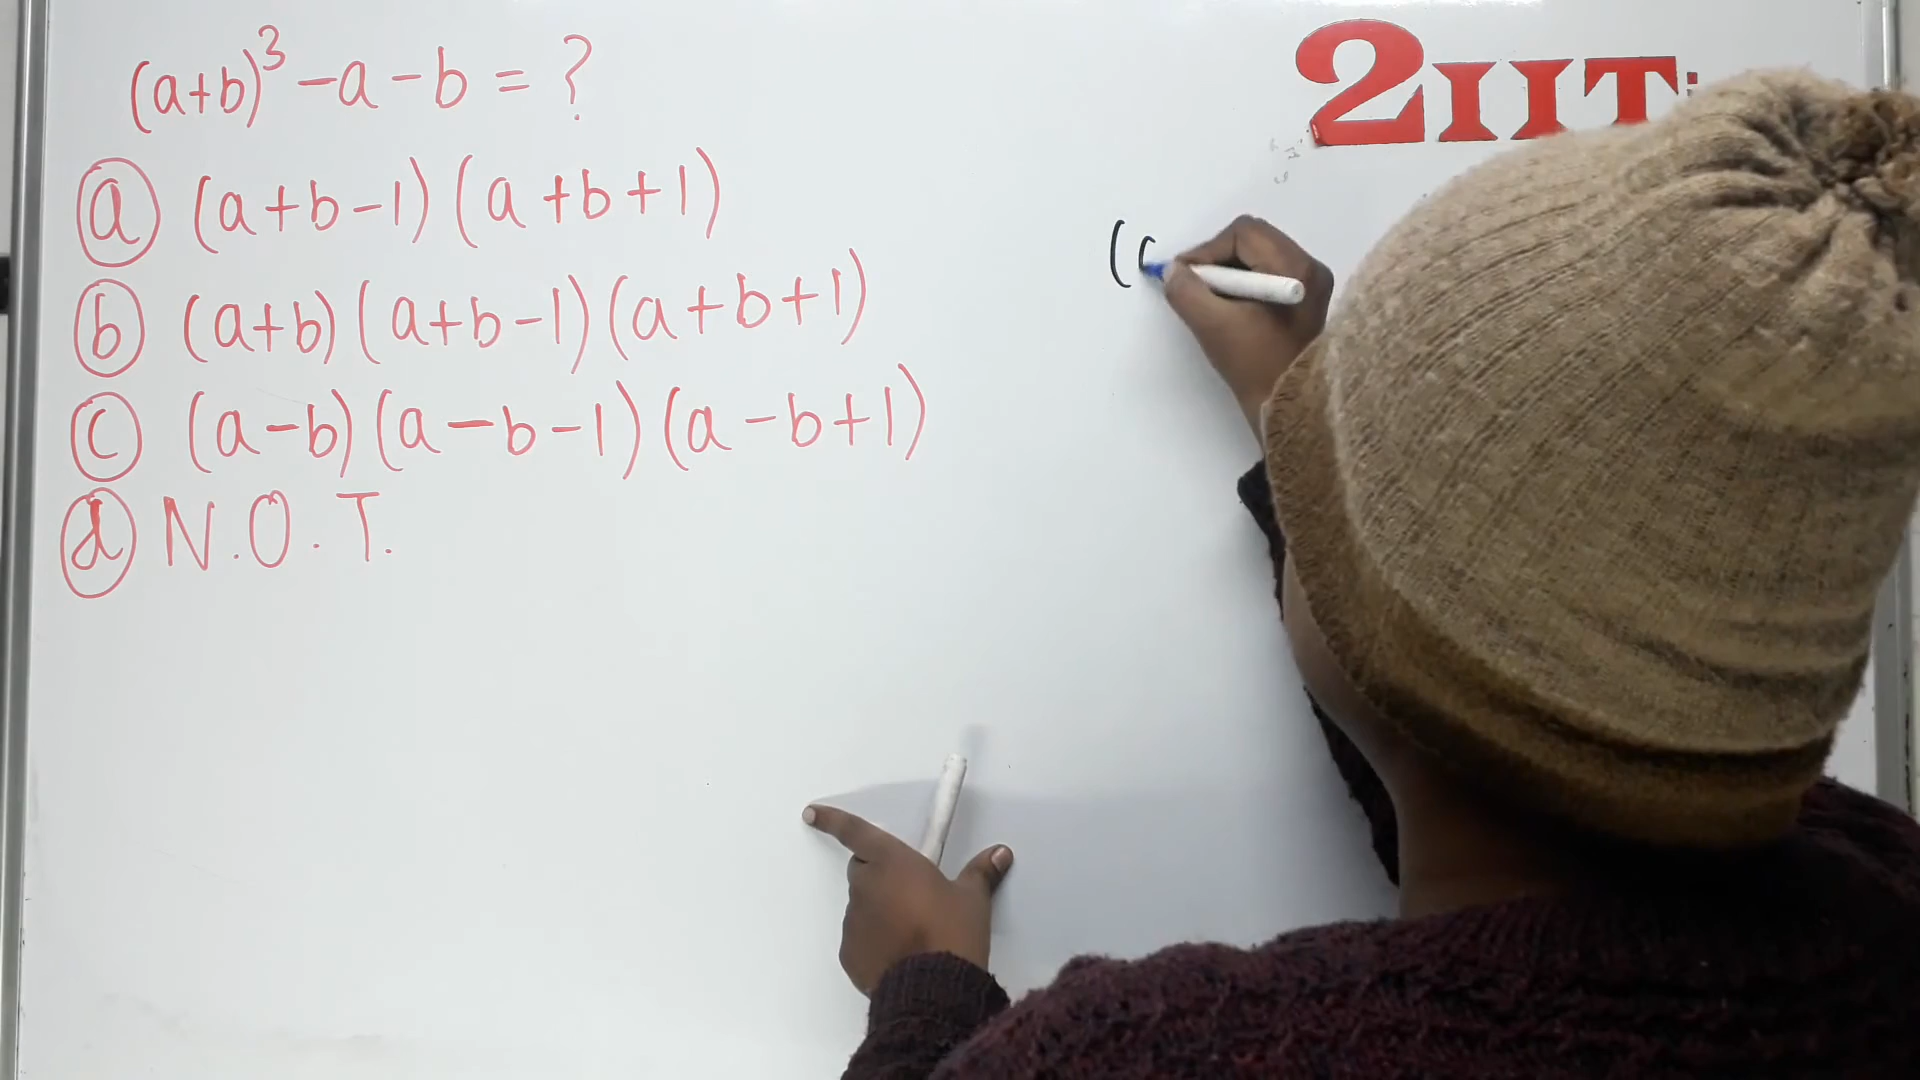 (a+b)³ -a-b = ?
2IIT
(a) (a+b-1)(a+b+1)
(b) (a+b)(a+b-1)(a+b+1)
(c) (a-b)(a-b-1)(a-b+1)
(d) N.O.T.
(